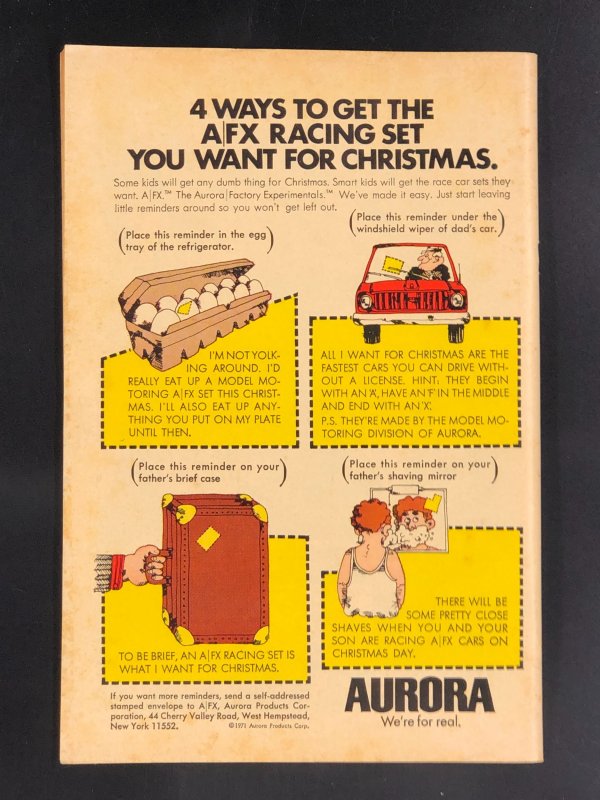 4 WAYS TO GET THE
A|FX RACING SET
YOU WANT FOR CHRISTMAS.
Some kids will get any dumb thing for Christmas. Smart kids will get the race car sets they
want. A|FX.™ The Aurora|Factory Experimentals.™ We've made it easy. Just start leaving
little reminders around so you won't get left out.
(Place this reminder in the egg
tray of the refrigerator.)
I'M NOT YOLK-
ING AROUND. I'D
REALLY EAT UP A MODEL MO-
TORING A|FX SET THIS CHRIST-
MAS. I'LL ALSO EAT UP ANY-
THING YOU PUT ON MY PLATE
UNTIL THEN.
(Place this reminder under the
windshield wiper of dad's car.)
ALL I WANT FOR CHRISTMAS ARE THE
FASTEST CARS YOU CAN DRIVE WITH-
OUT A LICENSE. HINT: THEY BEGIN
WITH AN 'A', HAVE AN 'F' IN THE MIDDLE
AND END WITH AN 'X'.
P.S. THEY'RE MADE BY THE MODEL MO-
TORING DIVISION OF AURORA.
(Place this reminder on your
father's brief case)
TO BE BRIEF, AN A|FX RACING SET IS
WHAT I WANT FOR CHRISTMAS.
(Place this reminder on your
father's shaving mirror)
THERE WILL BE
SOME PRETTY CLOSE
SHAVES WHEN YOU AND YOUR
SON ARE RACING A|FX CARS ON
CHRISTMAS DAY.
If you want more reminders, send a self-addressed
stamped envelope to A|FX, Aurora Products Cor-
poration, 44 Cherry Valley Road, West Hempstead,
New York 11552. ©1971 Aurora Products Corp.
AURORA
We're for real.